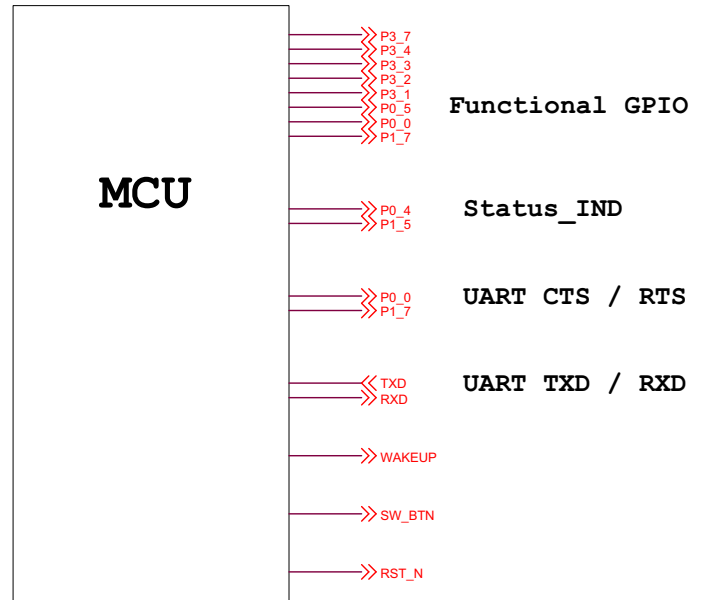 P3_7
P3_4
P3_3
P3_2
P3_1
P0_5
P0_0
P1_7
Functional GPIO
MCU
P0_4
P1_5
Status_IND
P0_0
P1_7
UART CTS / RTS
TXD
RXD
UART TXD / RXD
WAKEUP
SW_BTN
RST_N